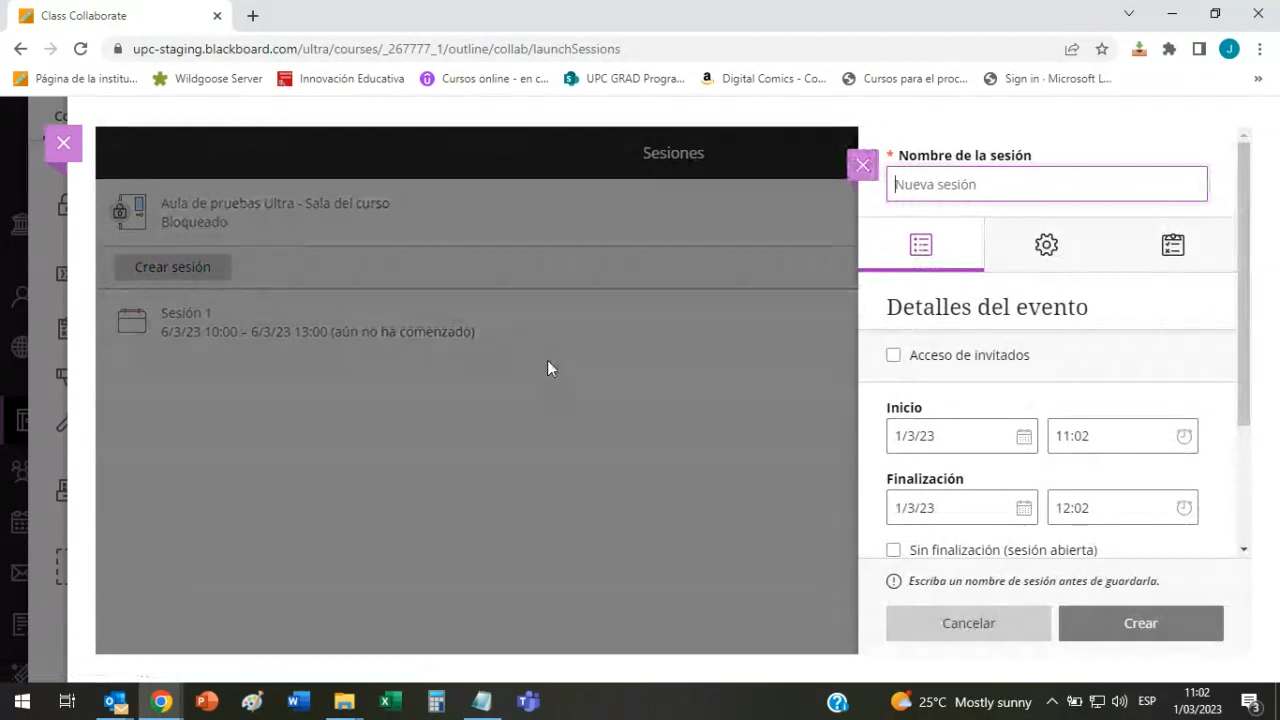 Class Collaborate
upc-staging.blackboard.com/ultra/courses/_267777_1/outline/collab/launchSessions
J
Página de la institu...
Wildgoose Server
Innovación Educativa
Cursos online - en c...
UPC GRAD Progra...
Digital Comics - Co...
Cursos para el proc...
Sign in · Microsoft L...
»
Co
Sesiones
Aula de pruebas Ultra - Sala del curso
Bloqueado
Crear sesión
Sesión 1
6/3/23 10:00 – 6/3/23 13:00 (aún no ha comenzado)
* Nombre de la sesión
Nueva sesión
Detalles del evento
Acceso de invitados
Inicio
1/3/23
11:02
Finalización
1/3/23
12:02
Sin finalización (sesión abierta)
Escriba un nombre de sesión antes de guardarla.
Cancelar
Crear
25°C Mostly sunny
ESP
11:02
1/03/2023
3